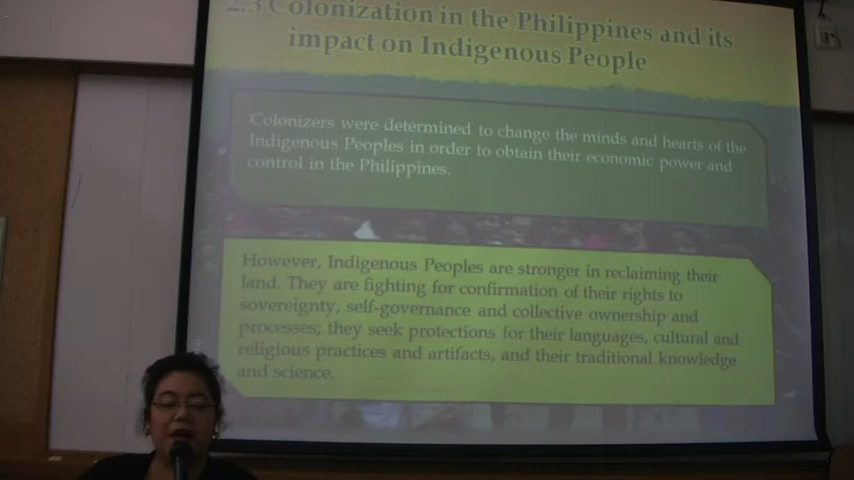 2.3 Colonization in the Philippines and its
impact on Indigenous People
Colonizers were determined to change the minds and hearts of the
Indigenous Peoples in order to obtain their economic power and
control in the Philippines.
However, Indigenous Peoples are stronger in reclaiming their
land. They are fighting for confirmation of their rights to
sovereignty, self-governance and collective ownership and
processes; they seek protections for their languages, cultural and
religious practices and artifacts, and their traditional knowledge
and science.